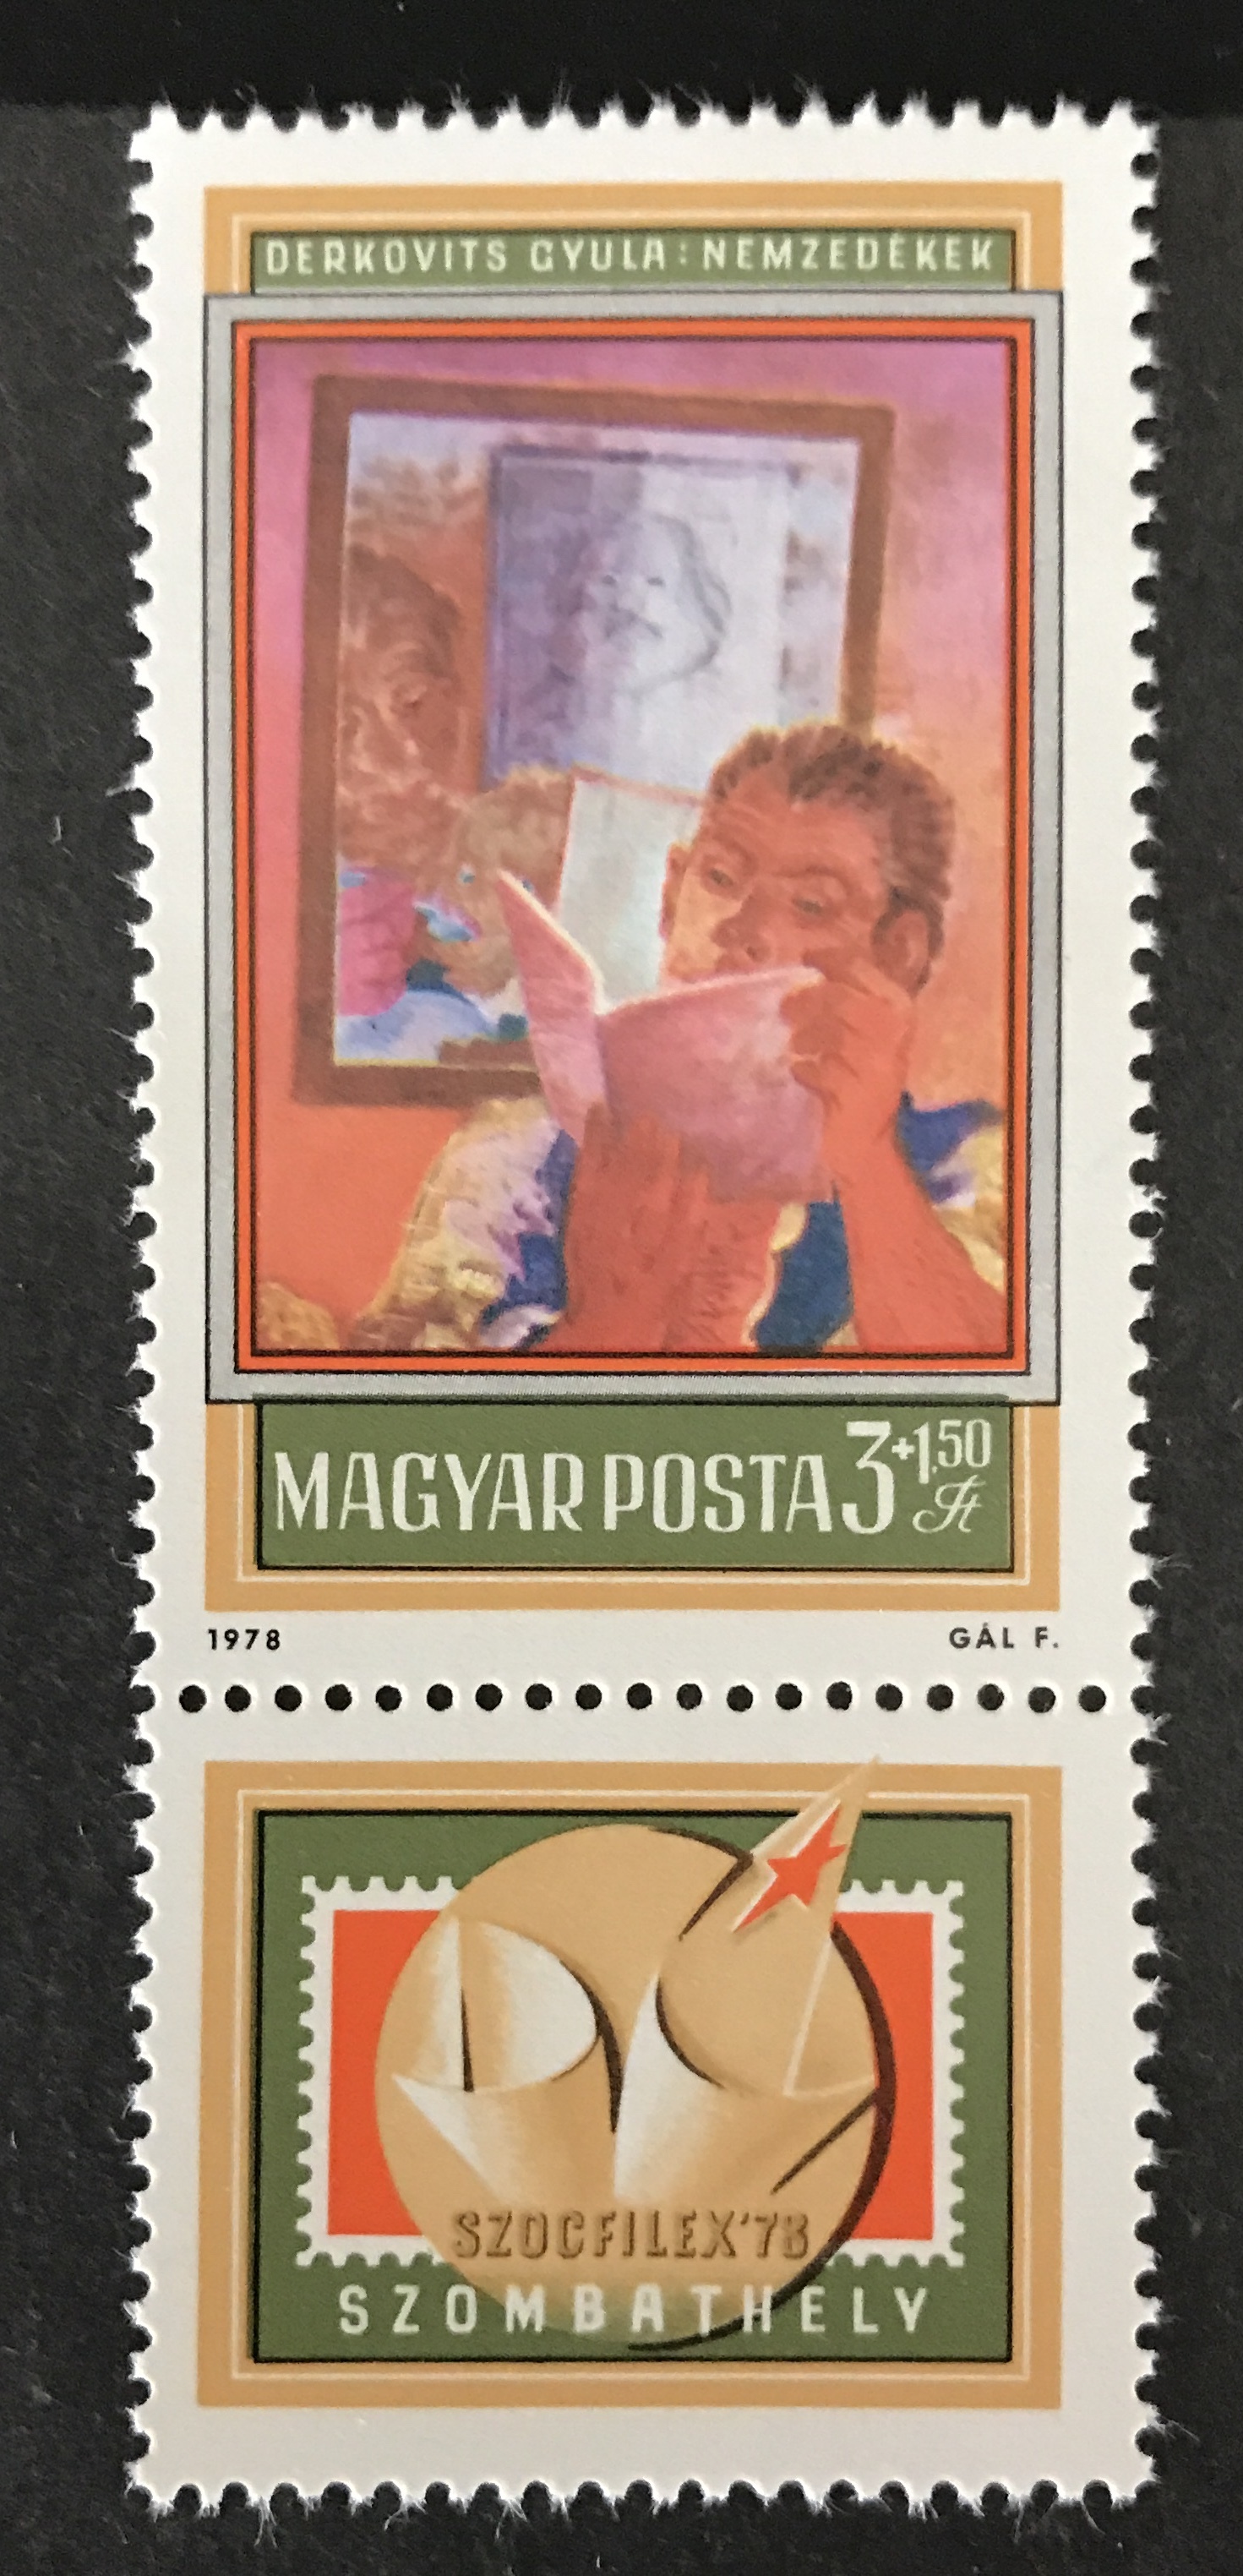 DERKOVITS GYULA: NEMZEDÉKEK
MAGYAR POSTA 3+1.50 Ft
1978 GÁL F.
SZOCFILEX'78
SZOMBATHELY